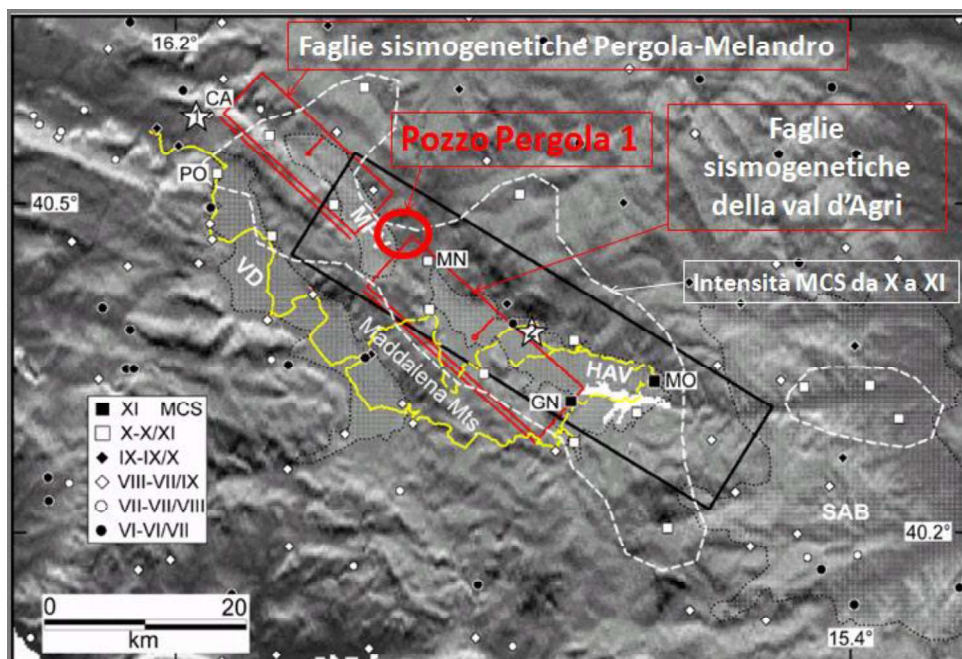 16.2°
Faglie sismogenetiche Pergola-Melandro
CA
1
Pozzo Pergola 1
Faglie
sismogenetiche
della val d'Agri
PO
40.5°
MN
Intensità MCS da X a XI
VD
2
Maddalena Mts
HAV
MO
GN
XI MCS
X-X/XI
IX-IX/X
VIII-VII/IX
VII-VII/VIII
VI-VI/VII
SAB
40.2°
0 20
km
15.4°